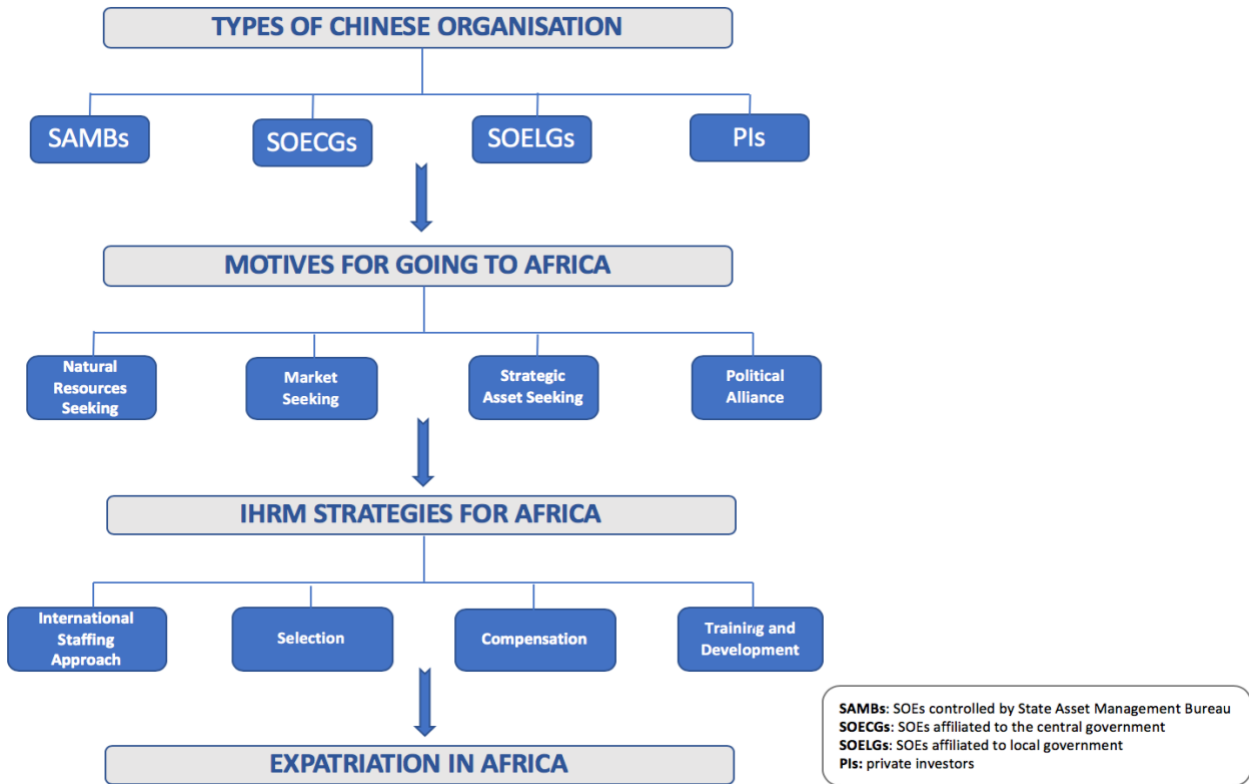 TYPES OF CHINESE ORGANISATION
SAMBs
SOECGs
SOELGs
PIs
MOTIVES FOR GOING TO AFRICA
Natural
Resources
Seeking
Market
Seeking
Strategic
Asset Seeking
Political
Alliance
IHRM STRATEGIES FOR AFRICA
International
Staffing
Approach
Selection
Compensation
Training and
Development
EXPATRIATION IN AFRICA
SAMBs: SOEs controlled by State Asset Management Bureau
SOECGs: SOEs affiliated to the central government
SOELGs: SOEs affiliated to local government
PIs: private investors